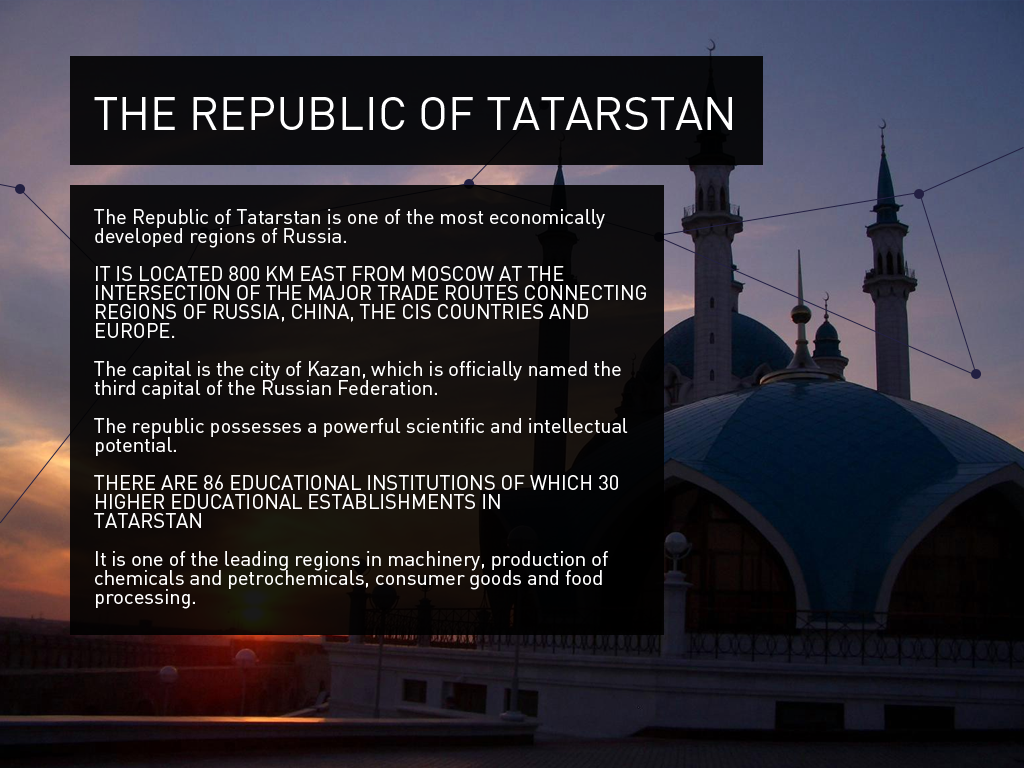 THE REPUBLIC OF TATARSTAN
The Republic of Tatarstan is one of the most economically
developed regions of Russia.
IT IS LOCATED 800 KM EAST FROM MOSCOW AT THE
INTERSECTION OF THE MAJOR TRADE ROUTES CONNECTING
REGIONS OF RUSSIA, CHINA, THE CIS COUNTRIES AND
EUROPE.
The capital is the city of Kazan, which is officially named the
third capital of the Russian Federation.
The republic possesses a powerful scientific and intellectual
potential.
THERE ARE 86 EDUCATIONAL INSTITUTIONS OF WHICH 30
HIGHER EDUCATIONAL ESTABLISHMENTS IN
TATARSTAN
It is one of the leading regions in machinery, production of
chemicals and petrochemicals, consumer goods and food
processing.